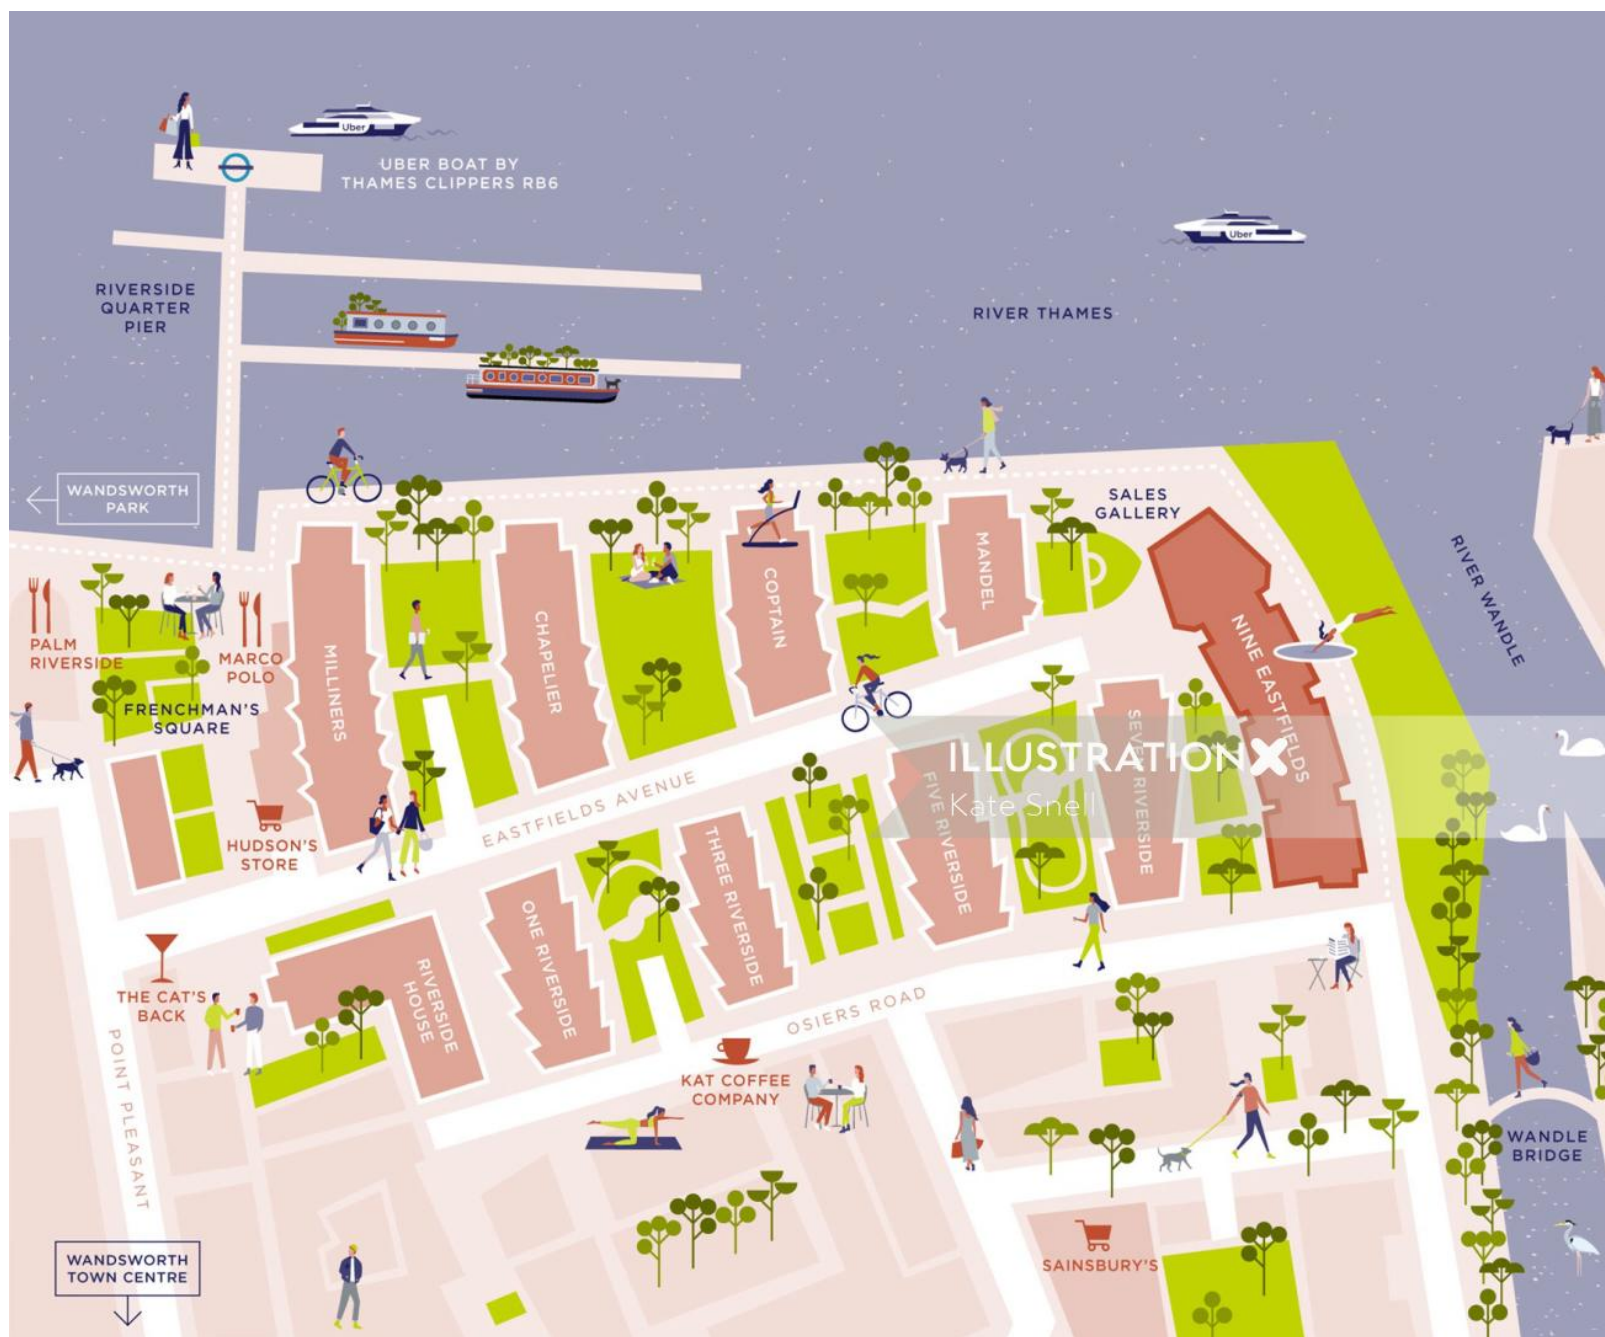 Uber
UBER BOAT BY
THAMES CLIPPERS RB6
Uber
RIVERSIDE
QUARTER
PIER
RIVER THAMES
WANDSWORTH
PARK
SALES
GALLERY
RIVER WANDLE
MANDEL
COPTAIN
CHAPELIER
MILLINERS
NINE EASTFIELDS
PALM
RIVERSIDE
MARCO
POLO
FRENCHMAN'S
SQUARE
SEVEN RIVERSIDE
ILLUSTRATIONX
Kate Snell
FIVE RIVERSIDE
EASTFIELDS AVENUE
HUDSON'S
STORE
THREE RIVERSIDE
ONE RIVERSIDE
RIVERSIDE
HOUSE
THE CAT'S
BACK
OSIERS ROAD
POINT PLEASANT
KAT COFFEE
COMPANY
WANDLE
BRIDGE
WANDSWORTH
TOWN CENTRE
SAINSBURY'S